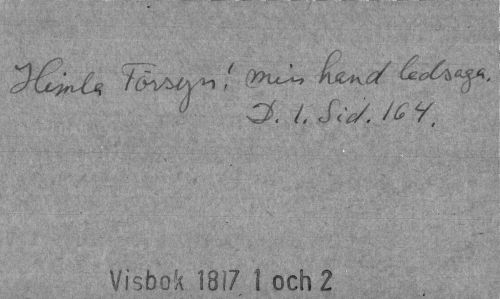 Himla Försyn! min hand ledsaga.
D. 1. Sid. 164.
Visbok 1817 1 och 2